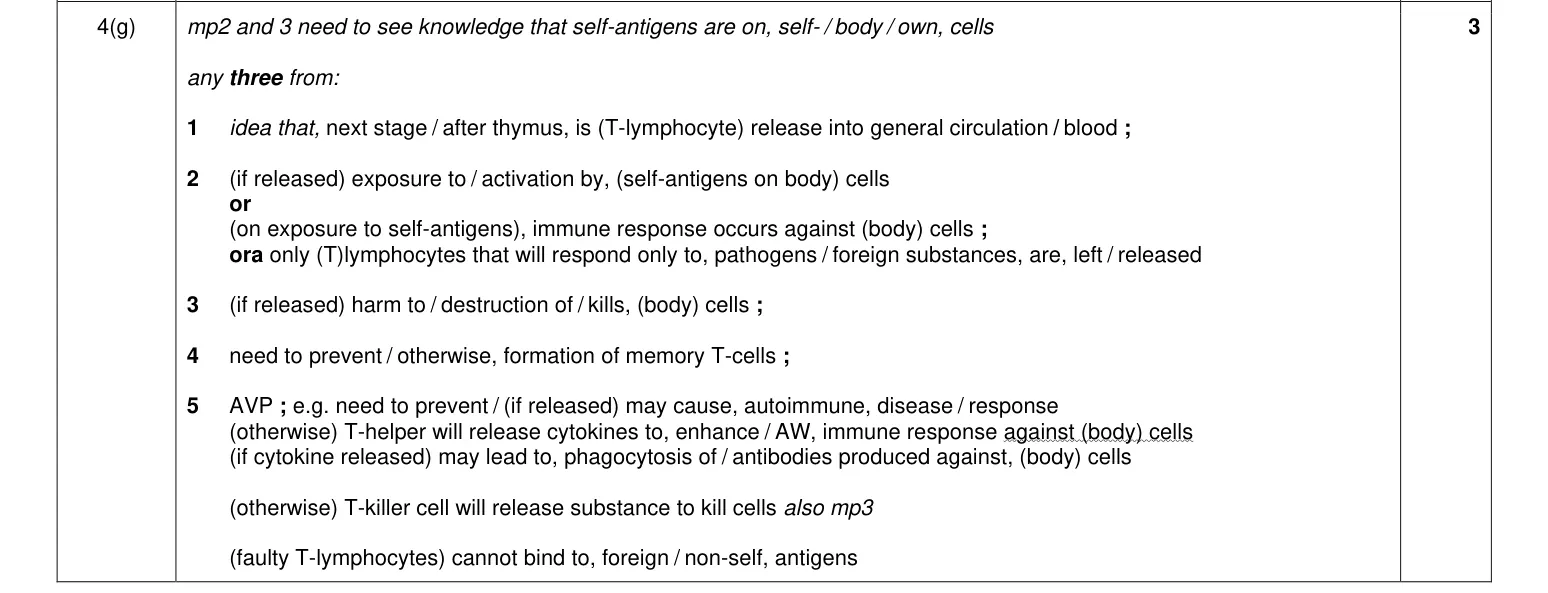 4(g) mp2 and 3 need to see knowledge that self-antigens are on, self- / body / own, cells 3
any three from:
1 idea that, next stage / after thymus, is (T-lymphocyte) release into general circulation / blood ;
2 (if released) exposure to / activation by, (self-antigens on body) cells
or
(on exposure to self-antigens), immune response occurs against (body) cells ;
ora only (T)lymphocytes that will respond only to, pathogens / foreign substances, are, left / released
3 (if released) harm to / destruction of / kills, (body) cells ;
4 need to prevent / otherwise, formation of memory T-cells ;
5 AVP ; e.g. need to prevent / (if released) may cause, autoimmune, disease / response
(otherwise) T-helper will release cytokines to, enhance / AW, immune response against (body) cells
(if cytokine released) may lead to, phagocytosis of / antibodies produced against, (body) cells
(otherwise) T-killer cell will release substance to kill cells also mp3
(faulty T-lymphocytes) cannot bind to, foreign / non-self, antigens